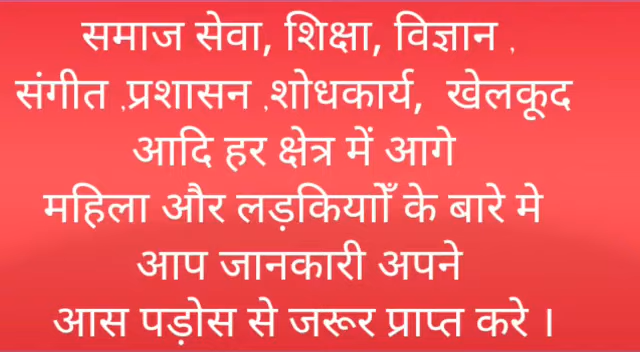 समाज सेवा, शिक्षा, विज्ञान ,
संगीत ,प्रशासन ,शोधकार्य, खेलकूद
आदि हर क्षेत्र में आगे
महिला और लड़कियाोंँ के बारे मे
आप जानकारी अपने
आस पड़ोस से जरूर प्राप्त करे ।